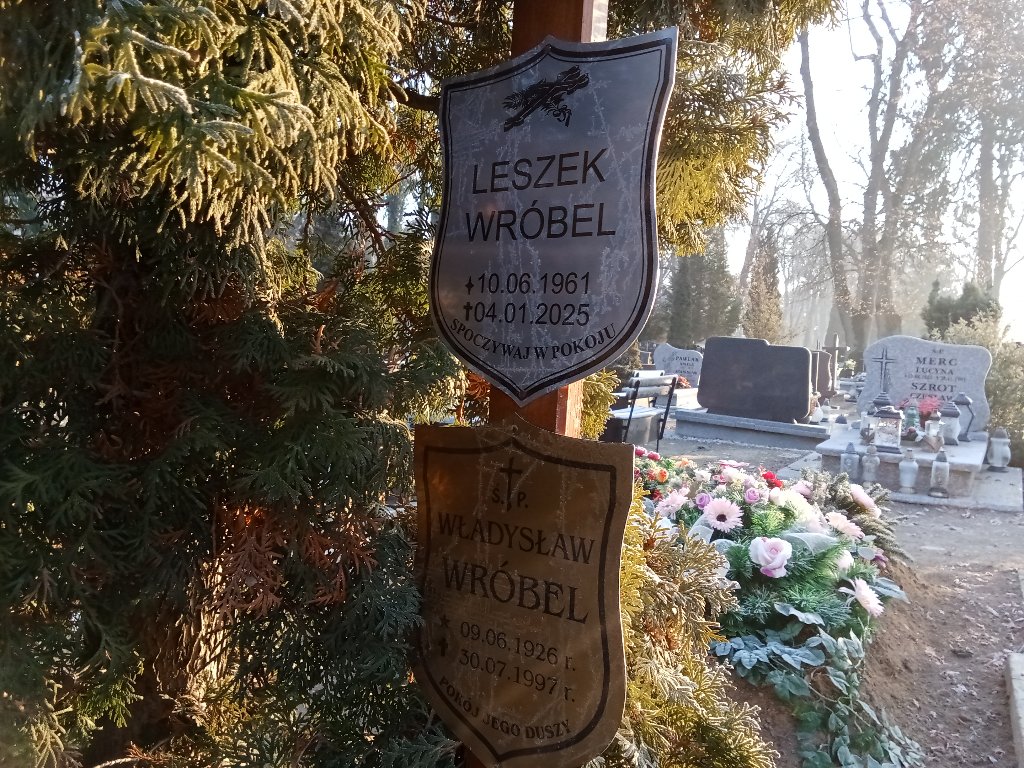 LESZEK
WRÓBEL
10.06.1961
✝04.01.2025
SPOCZYWAJ W POKOJU
Ś. P.
WŁADYSŁAW
WRÓBEL
★ 09.06.1926 r.
✝ 30.07.1997 r.
POKÓJ JEGO DUSZY
MERC
LUCYNA
SZROT